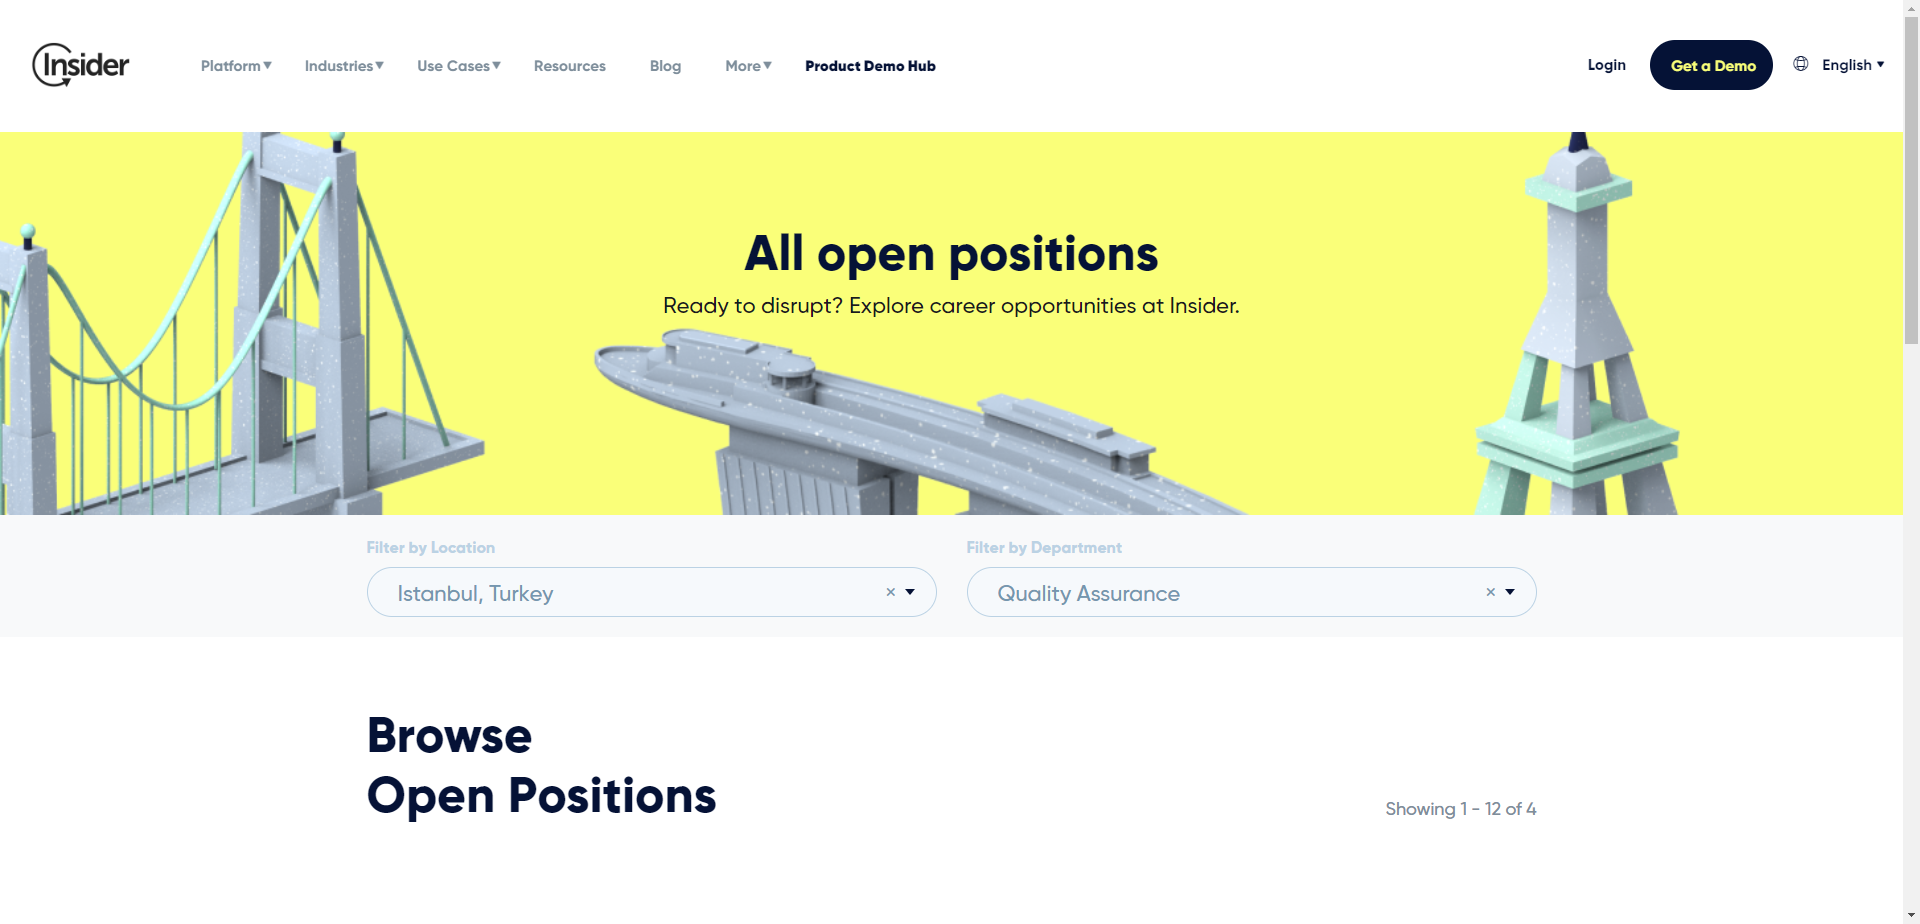 Insider
Platform Industries Use Cases Resources Blog More Product Demo Hub
Login Get a Demo English
All open positions
Ready to disrupt? Explore career opportunities at Insider.
Filter by Location Filter by Department
Istanbul, Turkey × Quality Assurance ×
Browse
Open Positions
Showing 1 - 12 of 4